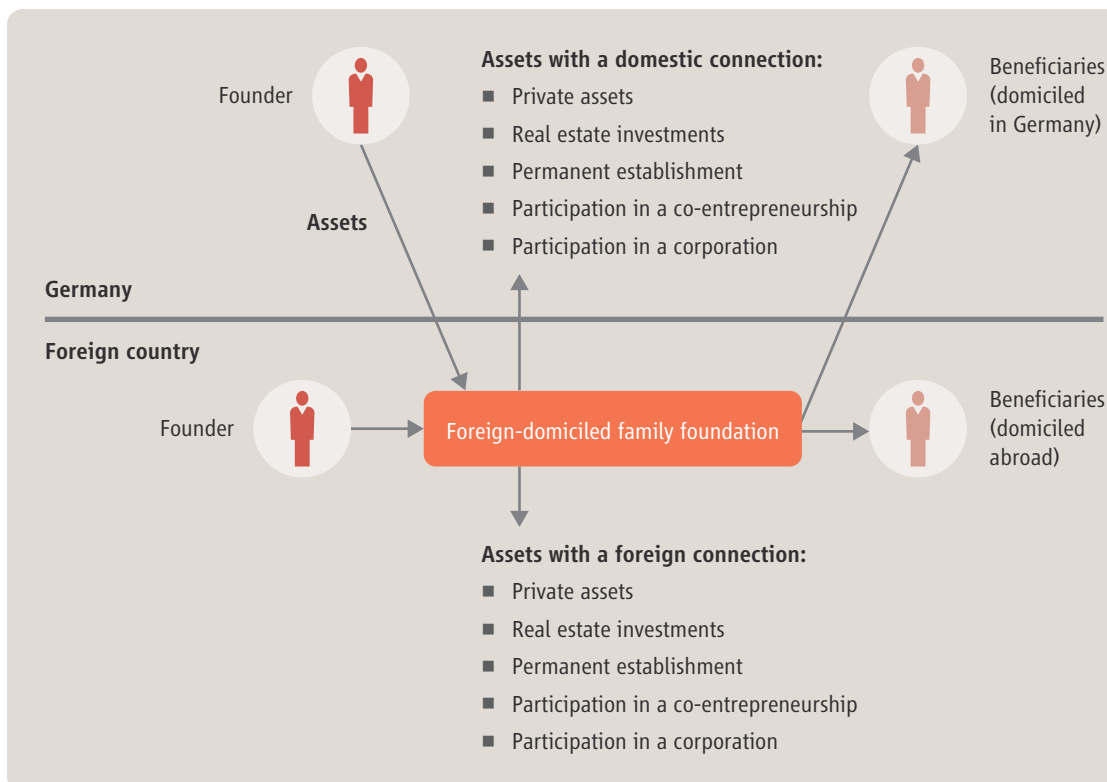 Founder
Assets with a domestic connection:
■ Private assets
■ Real estate investments
■ Permanent establishment
■ Participation in a co-entrepreneurship
■ Participation in a corporation
Beneficiaries
(domiciled
in Germany)
Assets
Germany
Foreign country
Founder
Foreign-domiciled family foundation
Beneficiaries
(domiciled
abroad)
Assets with a foreign connection:
■ Private assets
■ Real estate investments
■ Permanent establishment
■ Participation in a co-entrepreneurship
■ Participation in a corporation